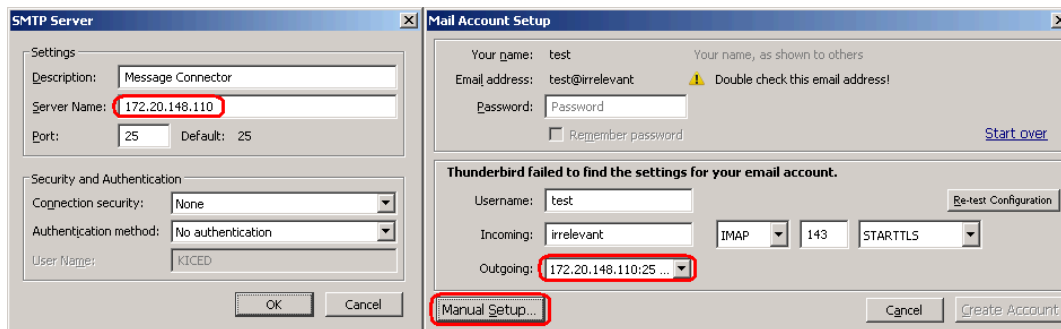 SMTP Server
Settings
Description: Message Connector
Server Name: 172.20.148.110
Port: 25 Default: 25
Security and Authentication
Connection security: None
Authentication method: No authentication
User Name: KICED
OK Cancel
Mail Account Setup
Your name: test Your name, as shown to others
Email address: test@irrelevant Double check this email address!
Password: Password
Remember password
Start over
Thunderbird failed to find the settings for your email account.
Username: test Re-test Configuration
Incoming: irrelevant IMAP 143 STARTTLS
Outgoing: 172.20.148.110:25 ...
Manual Setup... Cancel Create Account